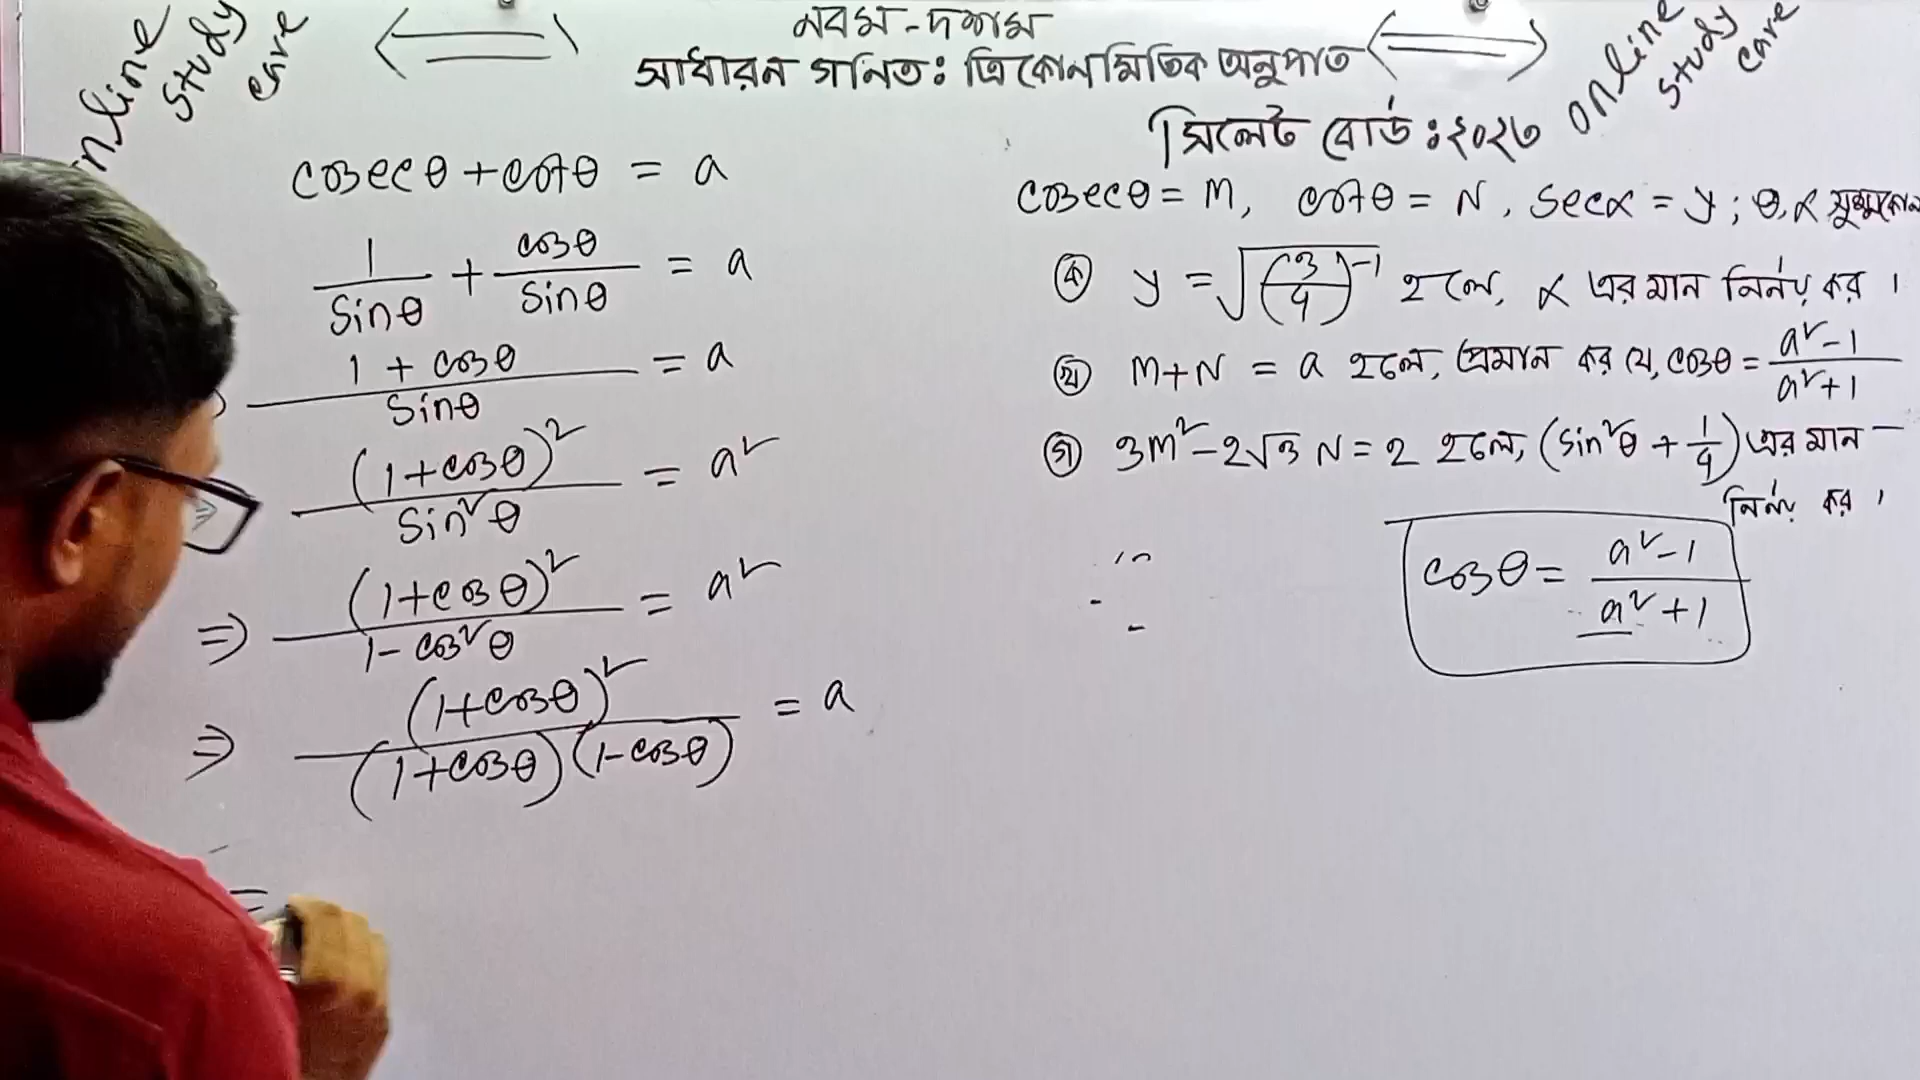 online study care
নবম-দশম
সাধারন গনিত: ত্রিকোনমিতিক অনুপাত
online study care
সিলেট বোর্ড: ২০২৩
cosecθ = M, cotθ = N, secα = y; θ, α সূক্ষ্মকোন
ক y = √(3/4)⁻¹ হলে, α এর মান নির্নয় কর।
খ M+N = a হলে, প্রমান কর যে, cosθ = (a²-1)/(a²+1)
গ 3M² - 2√3 N = 2 হলে, (sin²θ + 1/4) এর মান -
নির্নয় কর।
cosθ = (a²-1)/(a²+1)
cosecθ + cotθ = a
1/sinθ + cosθ/sinθ = a
(1 + cosθ)/sinθ = a
(1+cosθ)²/sin²θ = a²
⇒ (1+cosθ)²/(1-cos²θ) = a²
⇒ (1+cosθ)²/((1+cosθ)(1-cosθ)) = a